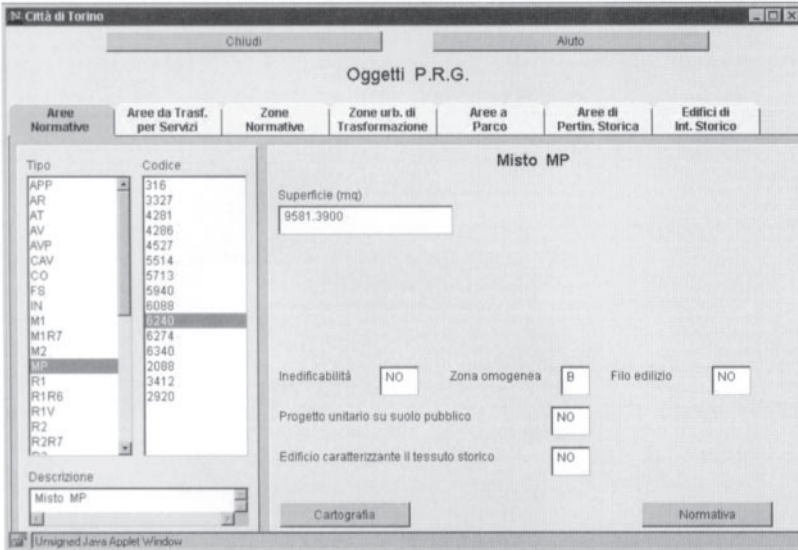 Città di Torino
Chiudi
Aiuto
Oggetti P.R.G.
Aree Normative
Aree da Trasf. per Servizi
Zone Normative
Zone urb. di Trasformazione
Aree a Parco
Aree di Pertin. Storica
Edifici di Int. Storico
Tipo
APP
AR
AT
AV
AVP
CAV
CO
FS
IN
M1
M1R7
M2
MP
R1
R1R6
R1V
R2
R2R7
Codice
316
3327
4281
4286
4527
5514
5713
5940
6088
6240
6274
6340
2088
3412
2920
Descrizione
Misto MP
Misto MP
Superficie (mq)
9581.3900
Inedificabilità NO Zona omogenea B Filo edilizio NO
Progetto unitario su suolo pubblico NO
Edificio caratterizzante il tessuto storico NO
Cartografia
Normativa
Unsigned Java Applet Window